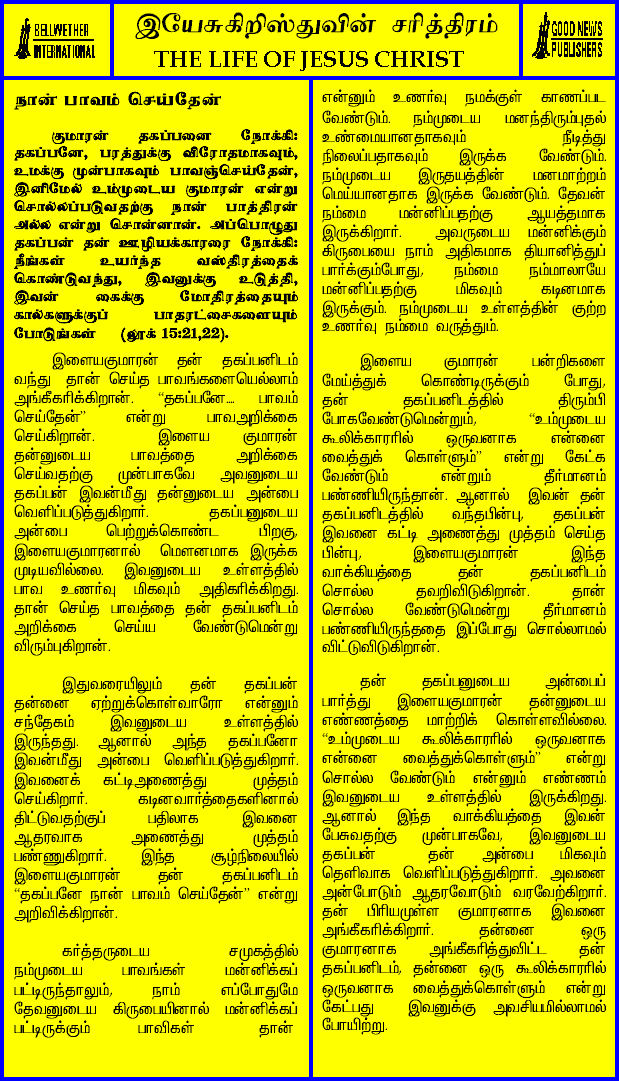 BELLWETHER
INTERNATIONAL
இயேசுகிறிஸ்துவின் சரித்திரம்
THE LIFE OF JESUS CHRIST
GOOD NEWS
PUBLISHERS
நான் பாவம் செய்தேன்
குமாரன் தகப்பனை நோக்கி:
தகப்பனே, பரத்துக்கு விரோதமாகவும்,
உமக்கு முன்பாகவும் பாவஞ்செய்தேன்,
இனிமேல் உம்முடைய குமாரன் என்று
சொல்லப்படுவதற்கு நான் பாத்திரன்
அல்ல என்று சொன்னான். அப்பொழுது
தகப்பன் தன் ஊழியக்காரரை நோக்கி:
நீங்கள் உயர்ந்த வஸ்திரத்தைக்
கொண்டுவந்து, இவனுக்கு உடுத்தி,
இவன் கைக்கு மோதிரத்தையும்
கால்களுக்குப் பாதரட்சைகளையும்
போடுங்கள் (லூக் 15:21,22).
இளையகுமாரன் தன் தகப்பனிடம்
வந்து தான் செய்த பாவங்களையெல்லாம்
அங்கீகரிக்கிறான். “தகப்பனே.... பாவம்
செய்தேன்” என்று பாவஅறிக்கை
செய்கிறான். இளைய குமாரன்
தன்னுடைய பாவத்தை அறிக்கை
செய்வதற்கு முன்பாகவே அவனுடைய
தகப்பன் இவன்மீது தன்னுடைய அன்பை
வெளிப்படுத்துகிறார். தகப்பனுடைய
அன்பை பெற்றுக்கொண்ட பிறகு,
இளையகுமாரனால் மௌனமாக இருக்க
முடியவில்லை. இவனுடைய உள்ளத்தில்
பாவ உணர்வு மிகவும் அதிகரிக்கிறது.
தான் செய்த பாவத்தை தன் தகப்பனிடம்
அறிக்கை செய்ய வேண்டுமென்று
விரும்புகிறான்.
இதுவரையிலும் தன் தகப்பன்
தன்னை ஏற்றுக்கொள்வாரோ என்னும்
சந்தேகம் இவனுடைய உள்ளத்தில்
இருந்தது. ஆனால் அந்த தகப்பனோ
இவன்மீது அன்பை வெளிப்படுத்துகிறார்.
இவனைக் கட்டிஅணைத்து முத்தம்
செய்கிறார். கடினவார்த்தைகளினால்
திட்டுவதற்குப் பதிலாக இவனை
ஆதரவாக அணைத்து முத்தம்
பண்ணுகிறார். இந்த சூழ்நிலையில்
இளையகுமாரன் தன் தகப்பனிடம்
“தகப்பனே நான் பாவம் செய்தேன்” என்று
அறிவிக்கிறான்.
கர்த்தருடைய சமுகத்தில்
நம்முடைய பாவங்கள் மன்னிக்கப்
பட்டிருந்தாலும், நாம் எப்போதுமே
தேவனுடைய கிருபையினால் மன்னிக்கப்
பட்டிருக்கும் பாவிகள் தான்
என்னும் உணர்வு நமக்குள் காணப்பட
வேண்டும். நம்முடைய மனந்திரும்புதல்
உண்மையானதாகவும் நீடித்து
நிலைப்பதாகவும் இருக்க வேண்டும்.
நம்முடைய இருதயத்தின் மனமாற்றம்
மெய்யானதாக இருக்க வேண்டும். தேவன்
நம்மை மன்னிப்பதற்கு ஆயத்தமாக
இருக்கிறார். அவருடைய மன்னிக்கும்
கிருபையை நாம் அதிகமாக தியானித்துப்
பார்க்கும்போது, நம்மை நம்மாலாயே
மன்னிப்பதற்கு மிகவும் கடினமாக
இருக்கும். நம்முடைய உள்ளத்தின் குற்ற
உணர்வு நம்மை வருத்தும்.
இளைய குமாரன் பன்றிகளை
மேய்த்துக் கொண்டிருக்கும் போது,
தன் தகப்பனிடத்தில் திரும்பி
போகவேண்டுமென்றும், “உம்முடைய
கூலிக்காரரில் ஒருவனாக என்னை
வைத்துக் கொள்ளும்” என்று கேட்க
வேண்டும் என்றும் தீர்மானம்
பண்ணியிருந்தான். ஆனால் இவன் தன்
தகப்பனிடத்தில் வந்தபின்பு, தகப்பன்
இவனை கட்டி அணைத்து முத்தம் செய்த
பின்பு, இளையகுமாரன் இந்த
வாக்கியத்தை தன் தகப்பனிடம்
சொல்ல தவறிவிடுகிறான். தான்
சொல்ல வேண்டுமென்று தீர்மானம்
பண்ணியிருந்ததை இப்போது சொல்லாமல்
விட்டுவிடுகிறான்.
தன் தகப்பனுடைய அன்பைப்
பார்த்து இளையகுமாரன் தன்னுடைய
எண்ணத்தை மாற்றிக் கொள்ளவில்லை.
“உம்முடைய கூலிக்காரரில் ஒருவனாக
என்னை வைத்துக்கொள்ளும்” என்று
சொல்ல வேண்டும் என்னும் எண்ணம்
இவனுடைய உள்ளத்தில் இருக்கிறது.
ஆனால் இந்த வாக்கியத்தை இவன்
பேசுவதற்கு முன்பாகவே, இவனுடைய
தகப்பன் தன் அன்பை மிகவும்
தெளிவாக வெளிப்படுத்துகிறார். அவனை
அன்போடும் ஆதரவோடும் வரவேற்கிறார்.
தன் பிரியமுள்ள குமாரனாக இவனை
அங்கீகரிக்கிறார். தன்னை ஒரு
குமாரனாக அங்கீகரித்துவிட்ட தன்
தகப்பனிடம், தன்னை ஒரு கூலிக்காரரில்
ஒருவனாக வைத்துக்கொள்ளும் என்று
கேட்பது இவனுக்கு அவசியமில்லாமல்
போயிற்று.